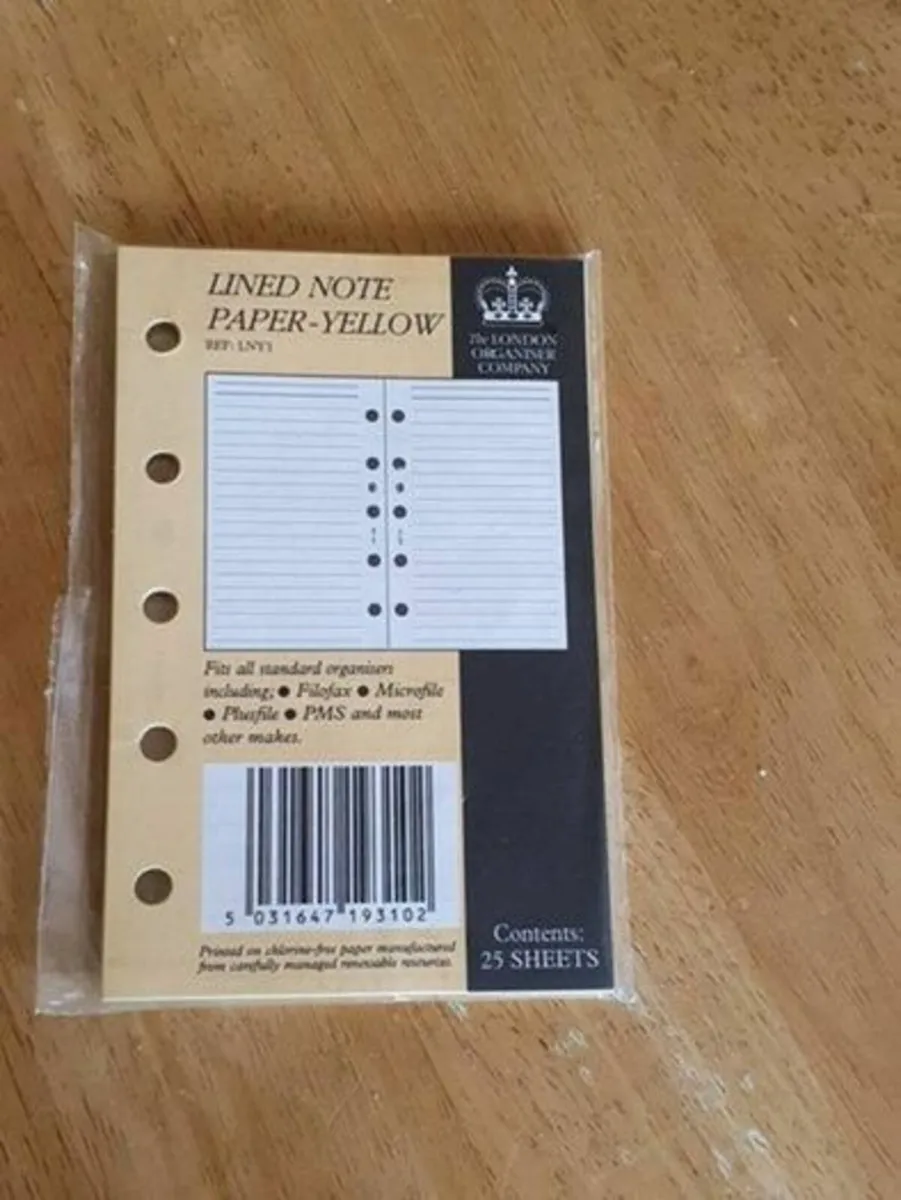 LINED NOTE
PAPER-YELLOW
REF: LNY1
The LONDON
ORGANISER
COMPANY
Fits all standard organisers
including; ● Filofax ● Microfile
● Plusfile ● PMS and most
other makes.
5 031647 193102
Printed on chlorine-free paper manufactured
from carefully managed renewable resources.
Contents:
25 SHEETS